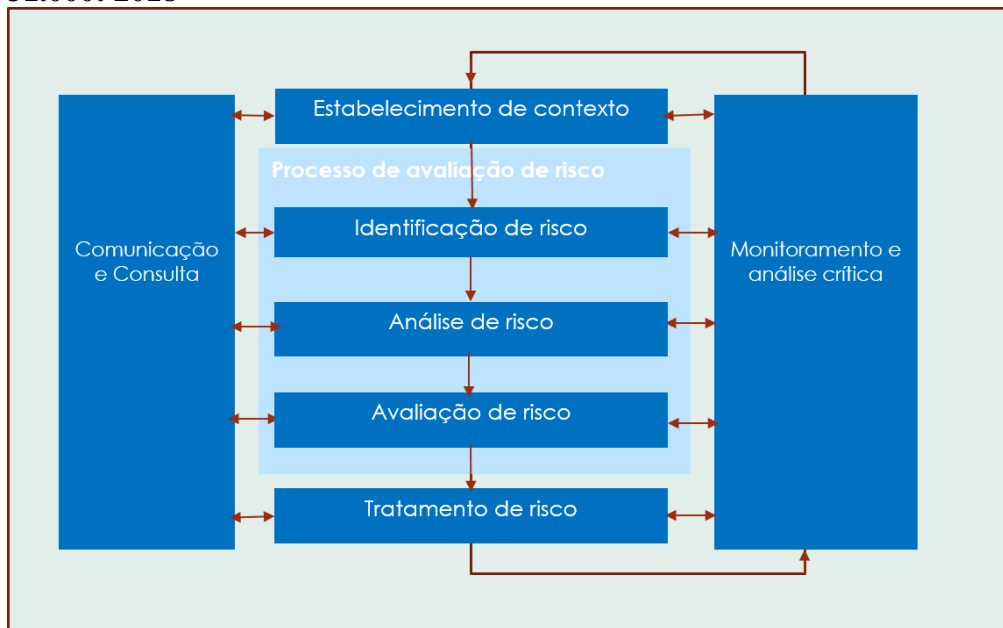 Estabelecimento de contexto
Processo de avaliação de risco
Identificação de risco
Comunicação
e Consulta
Monitoramento e
análise crítica
Análise de risco
Avaliação de risco
Tratamento de risco